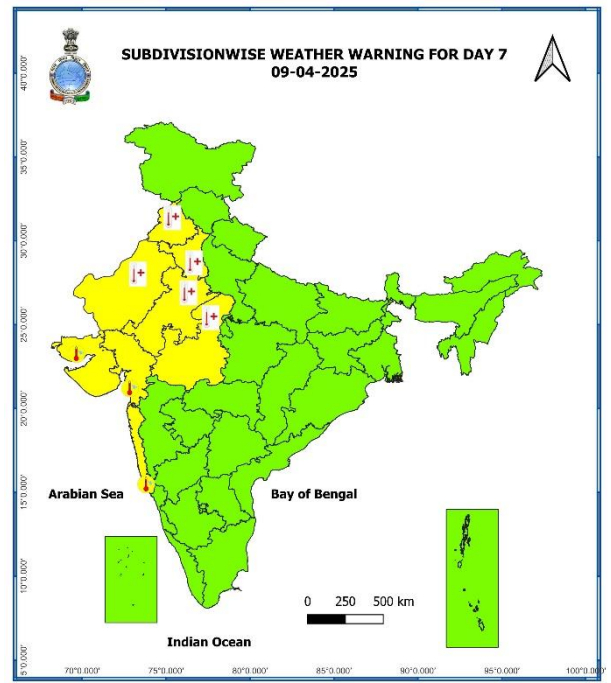 SUBDIVISIONWISE WEATHER WARNING FOR DAY 7
09-04-2025
40°0.000'
35°0.000'
30°0.000'
25°0.000'
20°0.000'
15°0.000'
10°0.000'
5°0.000'
Arabian Sea
Bay of Bengal
0 250 500 km
Indian Ocean
70°0.000' 75°0.000' 80°0.000' 85°0.000' 90°0.000' 95°0.000' 100°0.000'